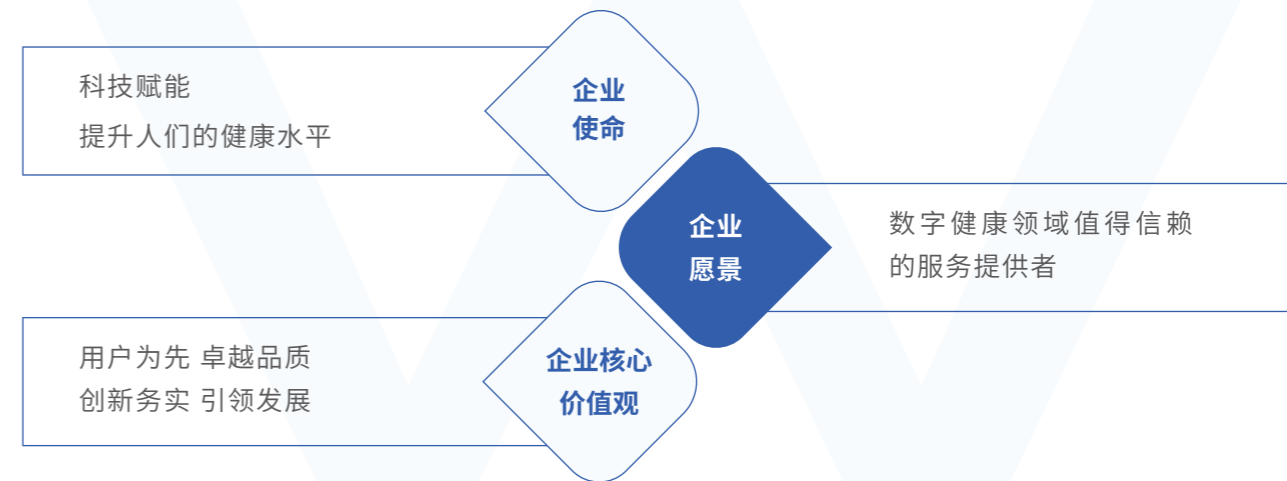 企业
使命
科技赋能
提升人们的健康水平
企业
愿景
数字健康领域值得信赖
的服务提供者
企业核心
价值观
用户为先 卓越品质
创新务实 引领发展